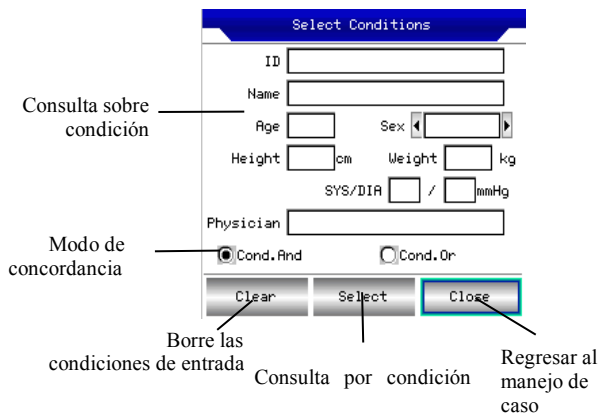 Select Conditions
ID
Name
Consulta sobre
condición
Age Sex
Height cm Weight kg
SYS/DIA / mmHg
Physician
Modo de
concordancia
Cond.And Cond.Or
Clear Select Close
Borre las
condiciones de entrada
Consulta por condición
Regresar al
manejo de
caso